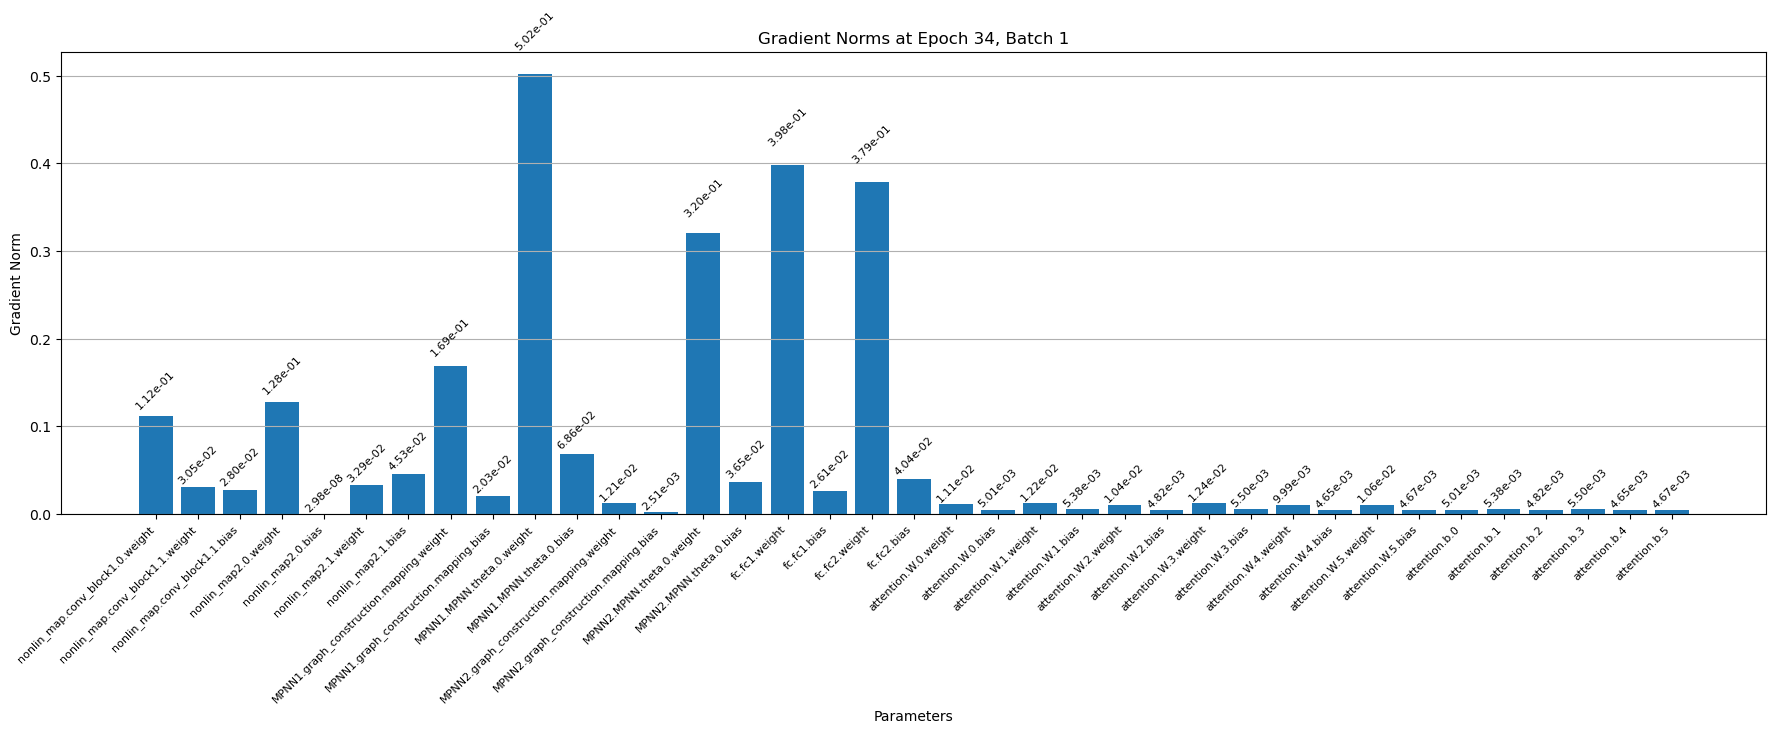 Gradient Norms at Epoch 34, Batch 1
Gradient Norm
0.5
0.4
0.3
0.2
0.1
0.0
1.12e-01
3.05e-02
2.80e-02
1.28e-01
2.98e-08
3.29e-02
4.53e-02
1.69e-01
2.03e-02
5.02e-01
6.86e-02
1.21e-02
2.51e-03
3.20e-01
3.65e-02
3.98e-01
2.61e-02
3.79e-01
4.04e-02
1.11e-02
5.01e-03
1.22e-02
5.38e-03
1.04e-02
4.82e-03
1.24e-02
5.50e-03
9.99e-03
4.65e-03
1.06e-02
4.67e-03
5.01e-03
5.38e-03
4.82e-03
5.50e-03
4.65e-03
4.67e-03
nonlin_map.conv_block1.0.weight
nonlin_map.conv_block1.1.weight
nonlin_map.conv_block1.1.bias
nonlin_map2.0.weight
nonlin_map2.0.bias
nonlin_map2.1.weight
nonlin_map2.1.bias
MPNN1.graph_construction.mapping.weight
MPNN1.graph_construction.mapping.bias
MPNN1.MPNN.theta.0.weight
MPNN1.MPNN.theta.0.bias
MPNN2.graph_construction.mapping.weight
MPNN2.graph_construction.mapping.bias
MPNN2.MPNN.theta.0.weight
MPNN2.MPNN.theta.0.bias
fc.fc1.weight
fc.fc1.bias
fc.fc2.weight
fc.fc2.bias
attention.W.0.weight
attention.W.0.bias
attention.W.1.weight
attention.W.1.bias
attention.W.2.weight
attention.W.2.bias
attention.W.3.weight
attention.W.3.bias
attention.W.4.weight
attention.W.4.bias
attention.W.5.weight
attention.W.5.bias
attention.b.0
attention.b.1
attention.b.2
attention.b.3
attention.b.4
attention.b.5
Parameters